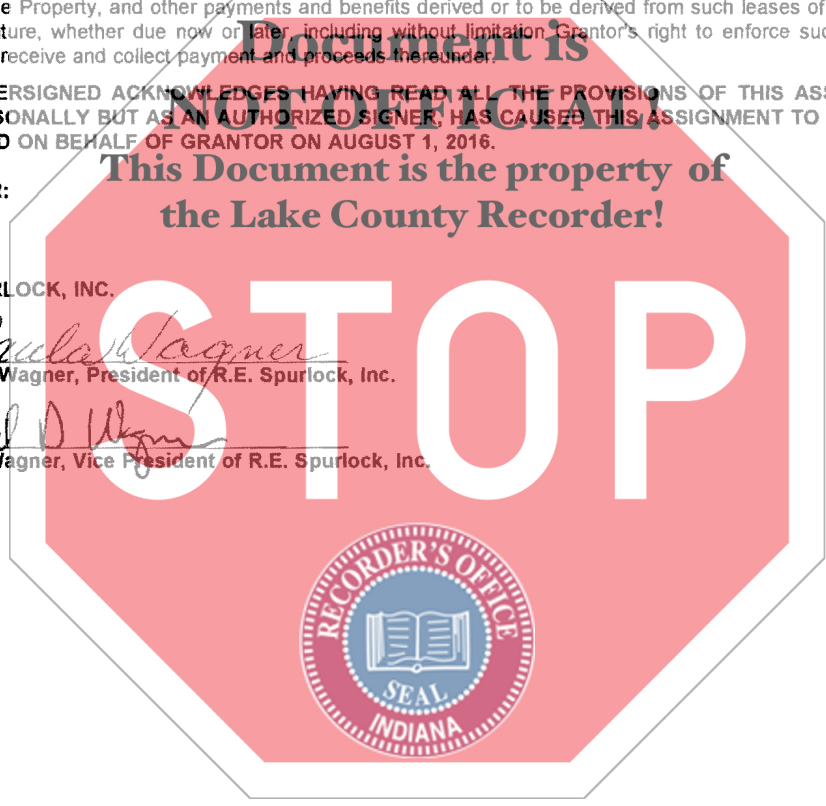 e Property, and other payments and benefits derived or to be derived from such leases of
ture, whether due now or later, including without limitation Grantor's right to enforce suc
receive and collect payment and proceeds thereunder.
Document is
ERSIGNED ACKNOWLEDGES HAVING READ ALL THE PROVISIONS OF THIS ASS
SONALLY BUT AS AN AUTHORIZED SIGNER, HAS CAUSED THIS ASSIGNMENT TO
NOT OFFICIAL!
D ON BEHALF OF GRANTOR ON AUGUST 1, 2016.
This Document is the property of
the Lake County Recorder!
RLOCK, INC.
STOP
aula Wagner
Wagner, President of R.E. Spurlock, Inc.
D Wagner
Wagner, Vice President of R.E. Spurlock, Inc.
RECORDER'S OFFICE
SEAL
INDIANA